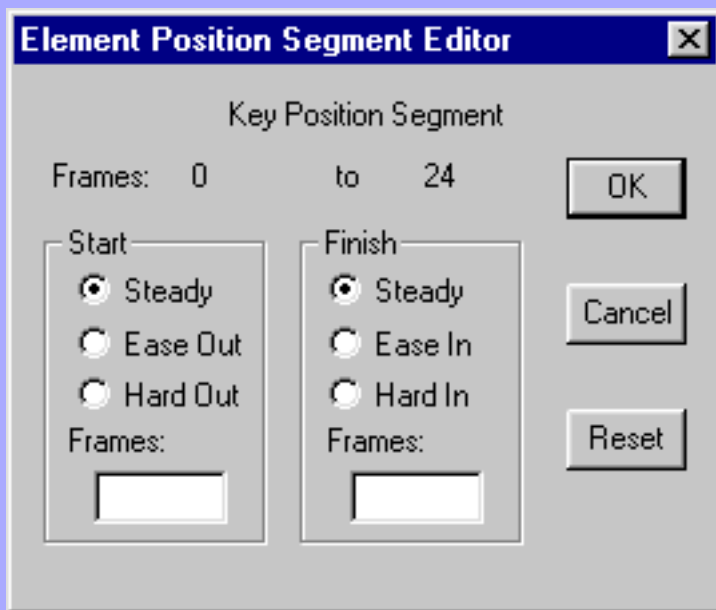 Element Position Segment Editor
Key Position Segment
Frames: 0 to 24
OK
Start
Steady
Ease Out
Hard Out
Frames:
Finish
Steady
Ease In
Hard In
Frames:
Cancel
Reset